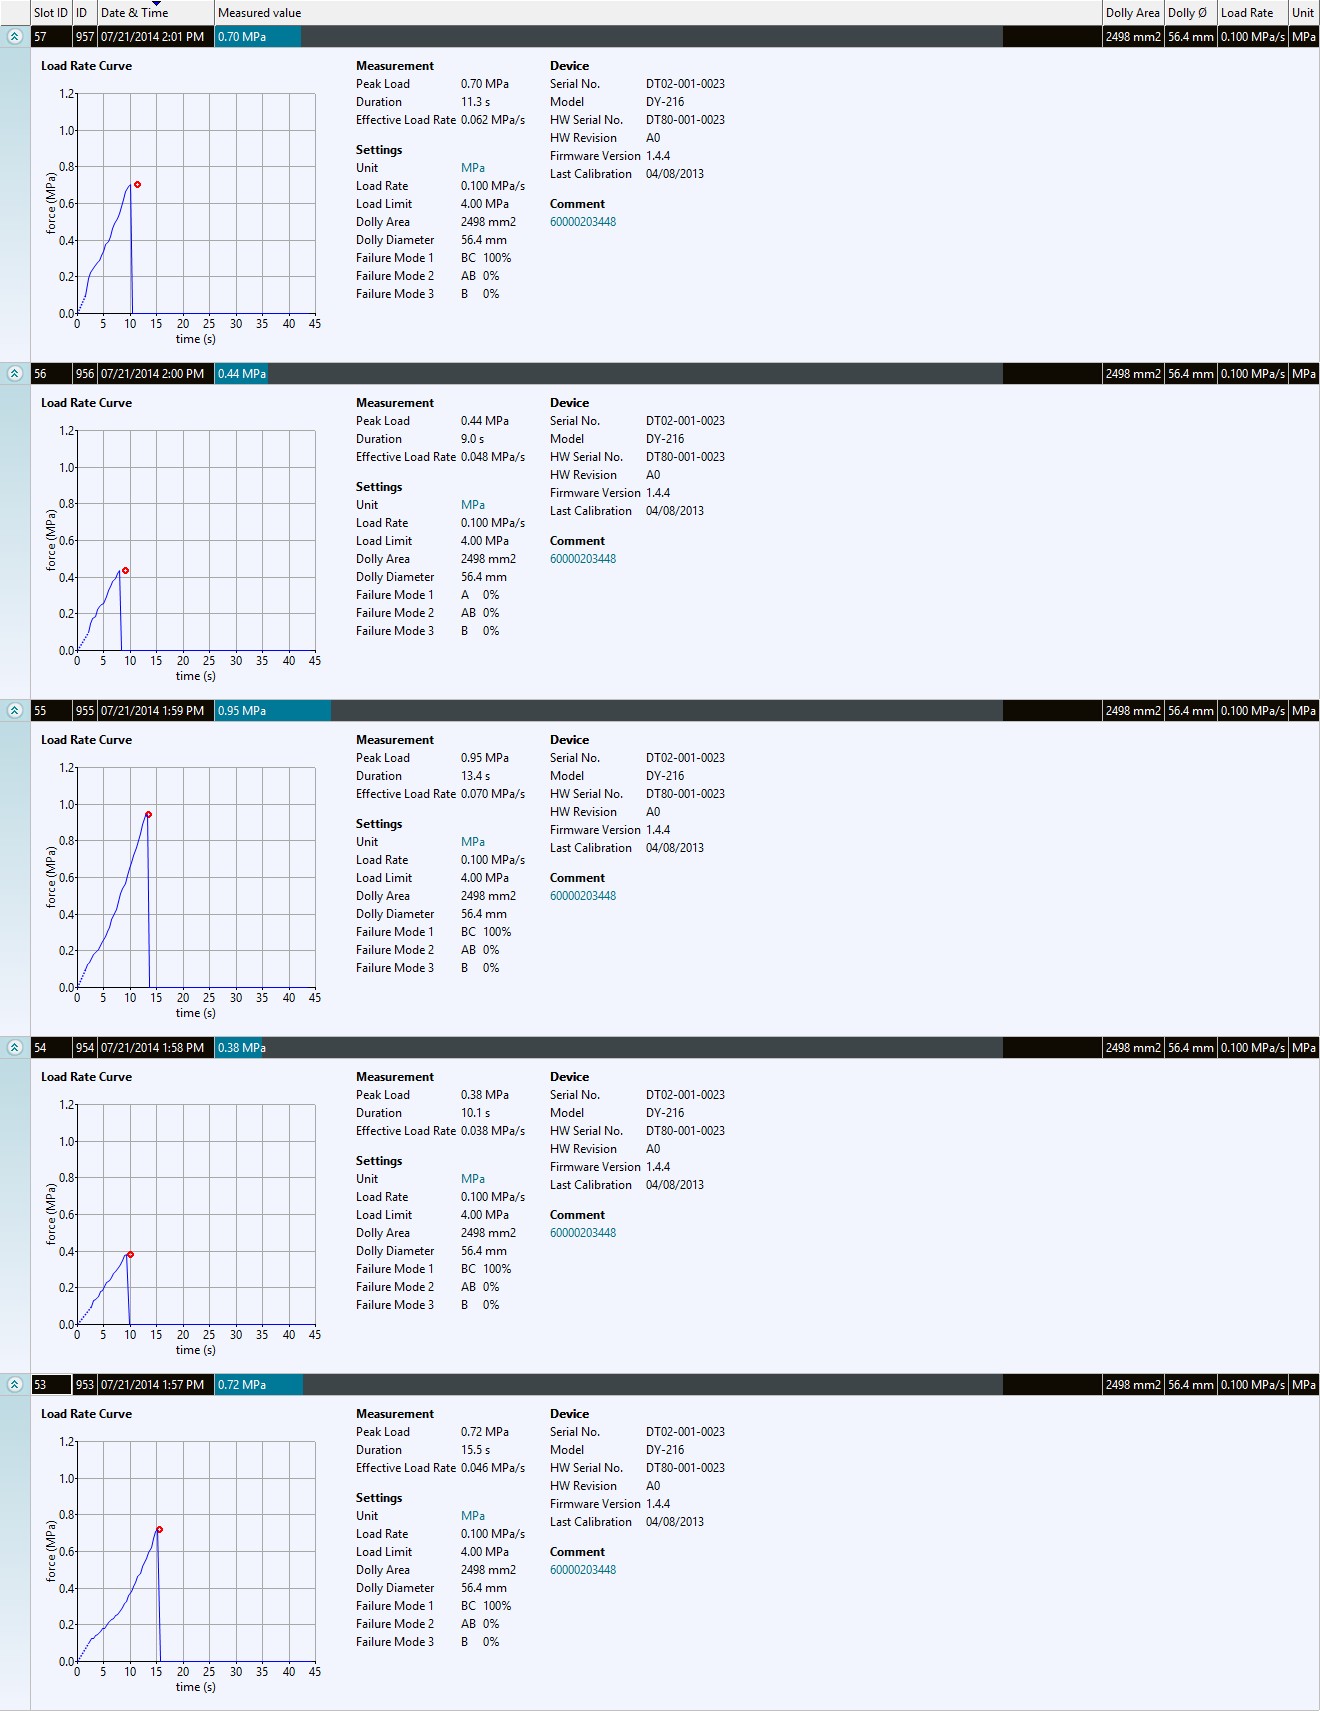 Slot ID ID Date & Time Measured value Dolly Area Dolly Ø Load Rate Unit
57 957 07/21/2014 2:01 PM 0.70 MPa 2498 mm2 56.4 mm 0.100 MPa/s MPa
Load Rate Curve Measurement Device
Peak Load 0.70 MPa Serial No. DT02-001-0023
1.2 Duration 11.3 s Model DY-216
Effective Load Rate 0.062 MPa/s HW Serial No. DT80-001-0023
1.0 HW Revision A0
Settings Firmware Version 1.4.4
0.8 Unit MPa Last Calibration 04/08/2013
Load Rate 0.100 MPa/s
0.6 Load Limit 4.00 MPa Comment
force (MPa) Dolly Area 2498 mm2 60000203448
0.4 Dolly Diameter 56.4 mm
Failure Mode 1 BC 100%
0.2 Failure Mode 2 AB 0%
Failure Mode 3 B 0%
0.0
0 5 10 15 20 25 30 35 40 45
time (s)
56 956 07/21/2014 2:00 PM 0.44 MPa 2498 mm2 56.4 mm 0.100 MPa/s MPa
Load Rate Curve Measurement Device
Peak Load 0.44 MPa Serial No. DT02-001-0023
1.2 Duration 9.0 s Model DY-216
Effective Load Rate 0.048 MPa/s HW Serial No. DT80-001-0023
1.0 HW Revision A0
Settings Firmware Version 1.4.4
0.8 Unit MPa Last Calibration 04/08/2013
Load Rate 0.100 MPa/s
0.6 Load Limit 4.00 MPa Comment
force (MPa) Dolly Area 2498 mm2 60000203448
0.4 Dolly Diameter 56.4 mm
Failure Mode 1 A 0%
0.2 Failure Mode 2 AB 0%
Failure Mode 3 B 0%
0.0
0 5 10 15 20 25 30 35 40 45
time (s)
55 955 07/21/2014 1:59 PM 0.95 MPa 2498 mm2 56.4 mm 0.100 MPa/s MPa
Load Rate Curve Measurement Device
Peak Load 0.95 MPa Serial No. DT02-001-0023
1.2 Duration 13.4 s Model DY-216
Effective Load Rate 0.070 MPa/s HW Serial No. DT80-001-0023
1.0 HW Revision A0
Settings Firmware Version 1.4.4
0.8 Unit MPa Last Calibration 04/08/2013
Load Rate 0.100 MPa/s
0.6 Load Limit 4.00 MPa Comment
force (MPa) Dolly Area 2498 mm2 60000203448
0.4 Dolly Diameter 56.4 mm
Failure Mode 1 BC 100%
0.2 Failure Mode 2 AB 0%
Failure Mode 3 B 0%
0.0
0 5 10 15 20 25 30 35 40 45
time (s)
54 954 07/21/2014 1:58 PM 0.38 MPa 2498 mm2 56.4 mm 0.100 MPa/s MPa
Load Rate Curve Measurement Device
Peak Load 0.38 MPa Serial No. DT02-001-0023
1.2 Duration 10.1 s Model DY-216
Effective Load Rate 0.038 MPa/s HW Serial No. DT80-001-0023
1.0 HW Revision A0
Settings Firmware Version 1.4.4
0.8 Unit MPa Last Calibration 04/08/2013
Load Rate 0.100 MPa/s
0.6 Load Limit 4.00 MPa Comment
force (MPa) Dolly Area 2498 mm2 60000203448
0.4 Dolly Diameter 56.4 mm
Failure Mode 1 BC 100%
0.2 Failure Mode 2 AB 0%
Failure Mode 3 B 0%
0.0
0 5 10 15 20 25 30 35 40 45
time (s)
53 953 07/21/2014 1:57 PM 0.72 MPa 2498 mm2 56.4 mm 0.100 MPa/s MPa
Load Rate Curve Measurement Device
Peak Load 0.72 MPa Serial No. DT02-001-0023
1.2 Duration 15.5 s Model DY-216
Effective Load Rate 0.046 MPa/s HW Serial No. DT80-001-0023
1.0 HW Revision A0
Settings Firmware Version 1.4.4
0.8 Unit MPa Last Calibration 04/08/2013
Load Rate 0.100 MPa/s
0.6 Load Limit 4.00 MPa Comment
force (MPa) Dolly Area 2498 mm2 60000203448
0.4 Dolly Diameter 56.4 mm
Failure Mode 1 BC 100%
0.2 Failure Mode 2 AB 0%
Failure Mode 3 B 0%
0.0
0 5 10 15 20 25 30 35 40 45
time (s)